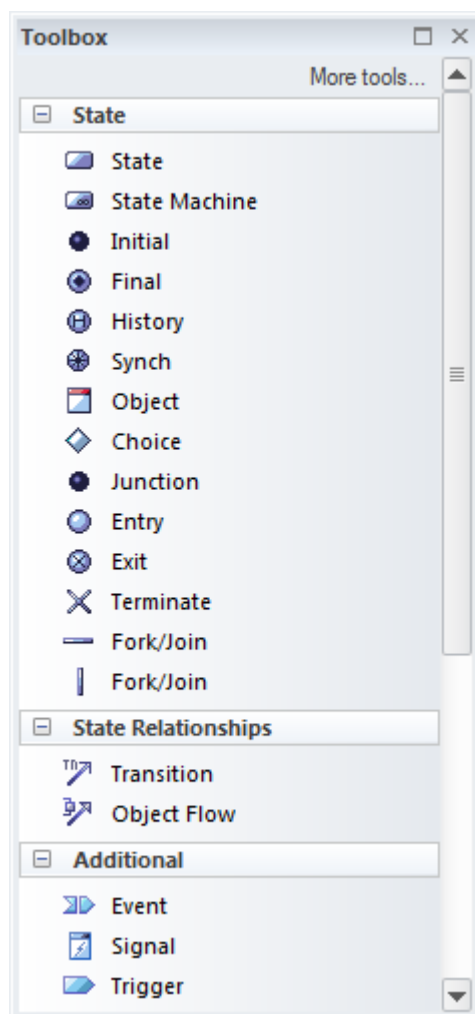 Toolbox
More tools...
State
State
State Machine
Initial
Final
History
Synch
Object
Choice
Junction
Entry
Exit
Terminate
Fork/Join
Fork/Join
State Relationships
Transition
Object Flow
Additional
Event
Signal
Trigger